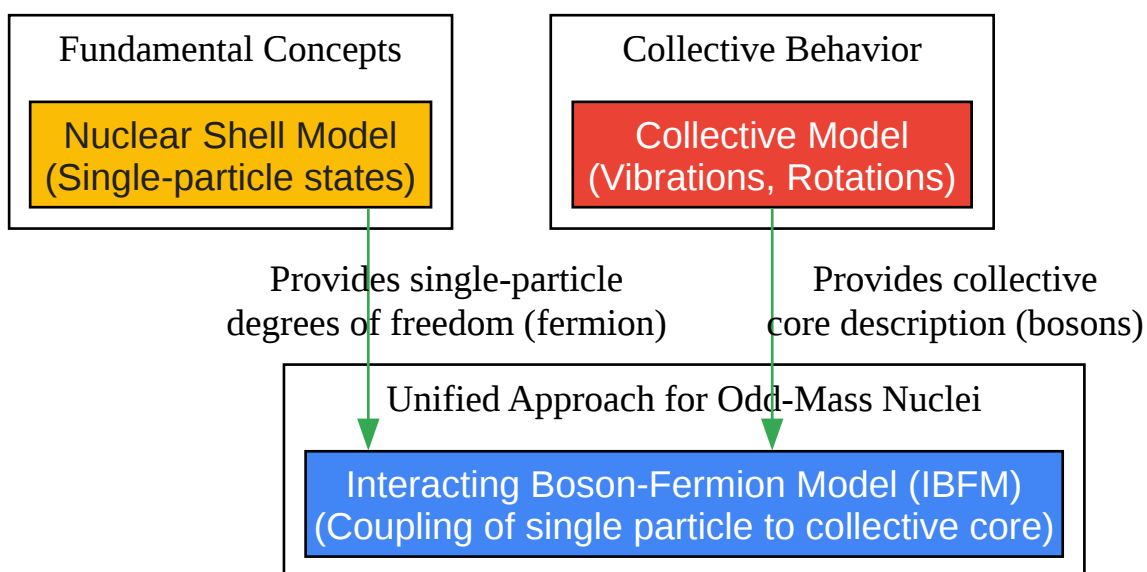 Fundamental Concepts
Nuclear Shell Model
(Single-particle states)
Collective Behavior
Collective Model
(Vibrations, Rotations)
Provides single-particle
degrees of freedom (fermion)
Provides collective
core description (bosons)
Unified Approach for Odd-Mass Nuclei
Interacting Boson-Fermion Model (IBFM)
(Coupling of single particle to collective core)